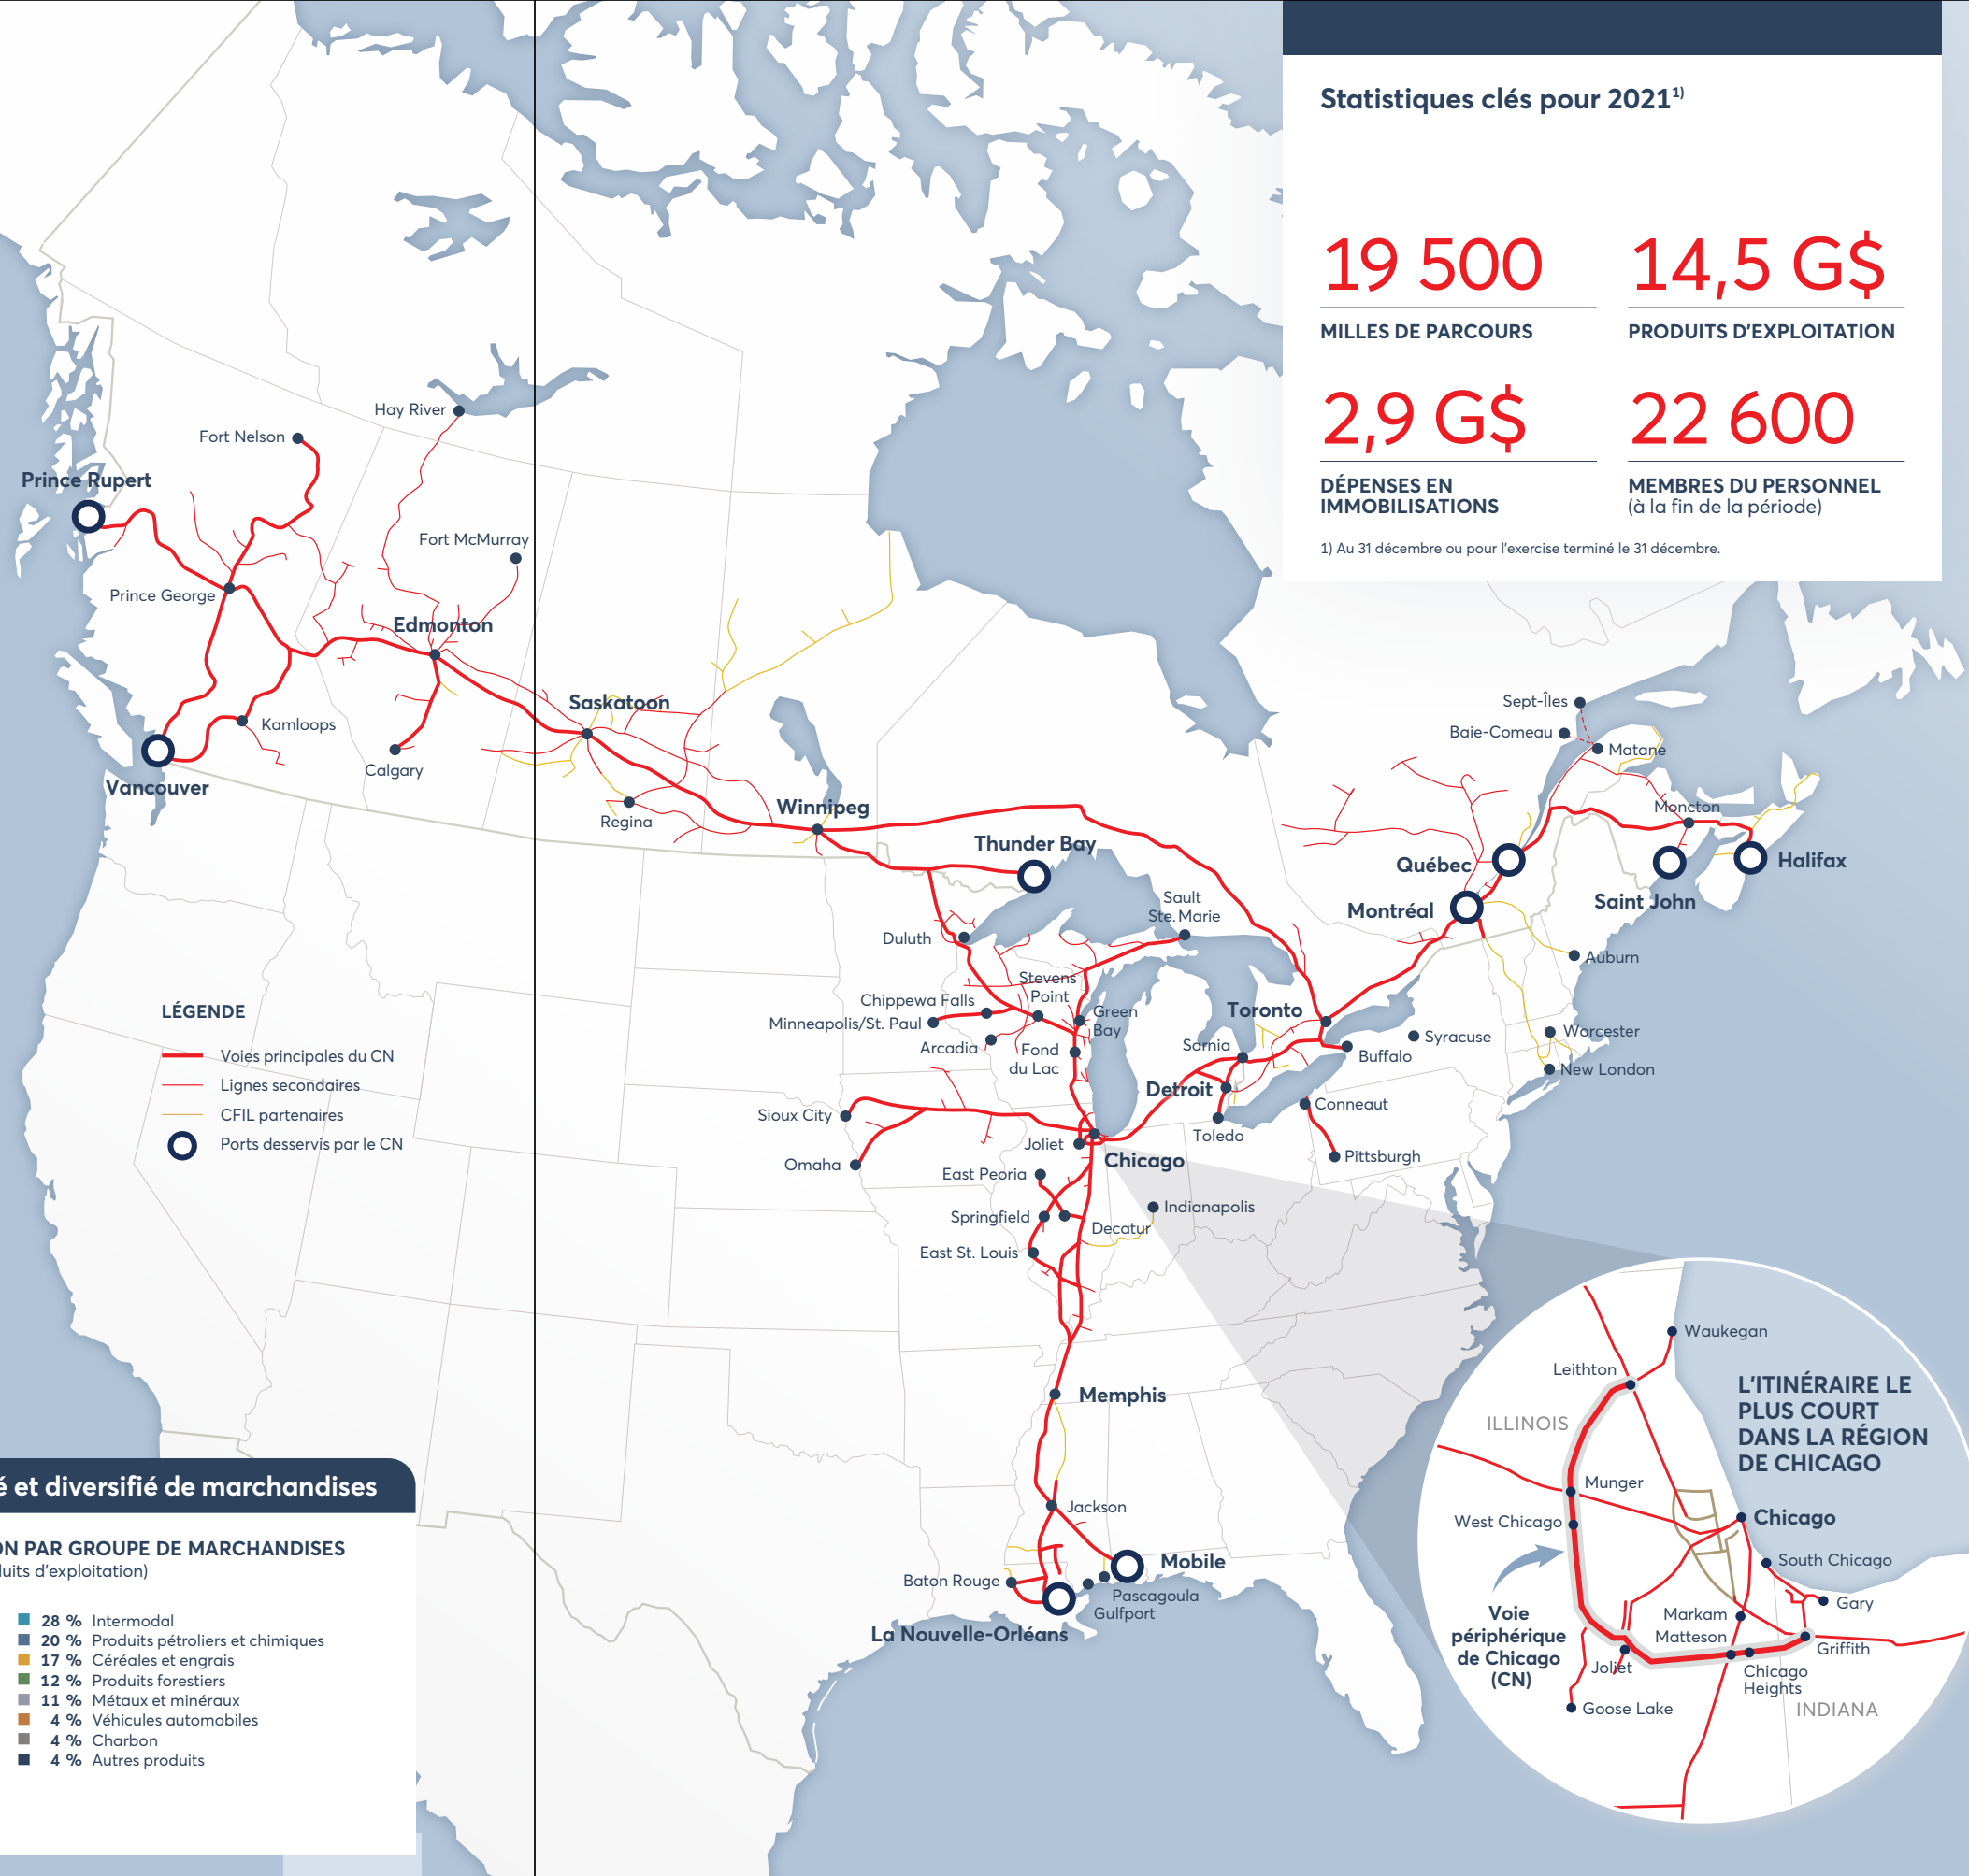 Statistiques clés pour 2021¹⁾
19 500
MILLES DE PARCOURS
14,5 G$
PRODUITS D'EXPLOITATION
2,9 G$
DÉPENSES EN
IMMOBILISATIONS
22 600
MEMBRES DU PERSONNEL
(à la fin de la période)
1) Au 31 décembre ou pour l'exercise terminé le 31 décembre.
Hay River
Fort Nelson
Prince Rupert
Fort McMurray
Prince George
Edmonton
Saskatoon
Kamloops
Calgary
Vancouver
Regina
Winnipeg
Thunder Bay
Sept-Îles
Baie-Comeau
Matane
Moncton
Québec
Halifax
Saint John
Montréal
Auburn
Sault
Ste. Marie
Duluth
Stevens
Point
Chippewa Falls
Minneapolis/St. Paul
Green
Bay
Arcadia
Fond
du Lac
Toronto
Sarnia
Buffalo
Syracuse
Worcester
New London
Detroit
Conneaut
Toledo
Pittsburgh
Sioux City
Omaha
Joliet
Chicago
East Peoria
Indianapolis
Springfield
Decatur
East St. Louis
Memphis
Jackson
Mobile
Baton Rouge
Pascagoula
Gulfport
La Nouvelle-Orléans
LÉGENDE
Voies principales du CN
Lignes secondaires
CFIL partenaires
Ports desservis par le CN
é et diversifié de marchandises
ON PAR GROUPE DE MARCHANDISES
duits d'exploitation)
28 % Intermodal
20 % Produits pétroliers et chimiques
17 % Céréales et engrais
12 % Produits forestiers
11 % Métaux et minéraux
4 % Véhicules automobiles
4 % Charbon
4 % Autres produits
L'ITINÉRAIRE LE
PLUS COURT
DANS LA RÉGION
DE CHICAGO
Waukegan
Leithton
ILLINOIS
Munger
West Chicago
Chicago
South Chicago
Gary
Markam
Matteson
Griffith
Voie
périphérique
de Chicago
(CN)
Joliet
Chicago
Heights
Goose Lake
INDIANA